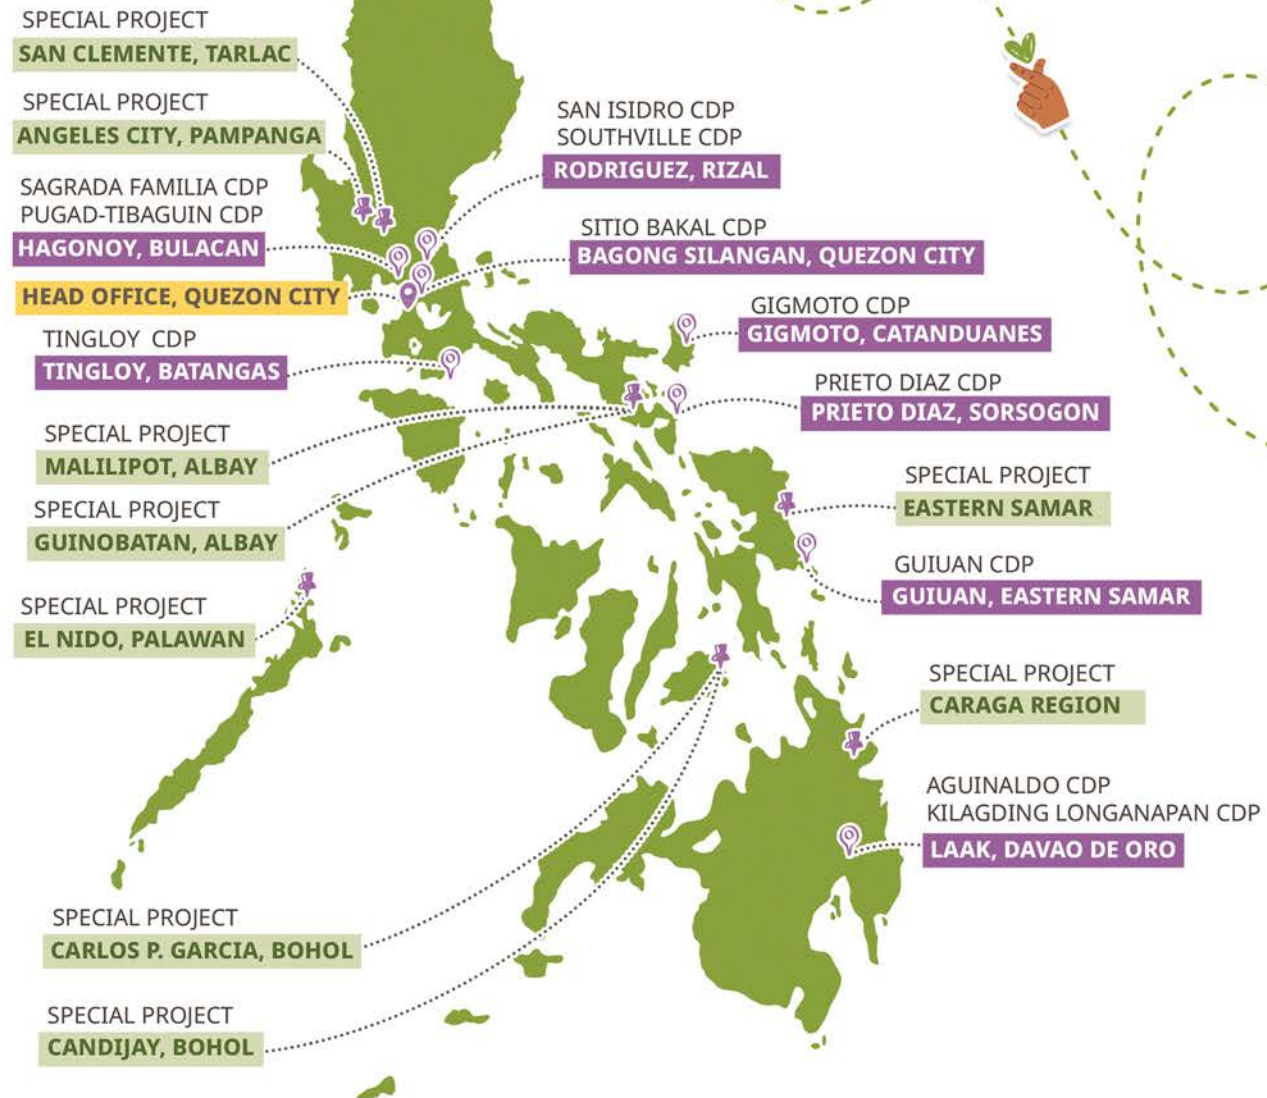 SPECIAL PROJECT
SAN CLEMENTE, TARLAC
SPECIAL PROJECT
ANGELES CITY, PAMPANGA
SAGRADA FAMILIA CDP
PUGAD-TIBAGUIN CDP
HAGONOY, BULACAN
HEAD OFFICE, QUEZON CITY
TINGLOY CDP
TINGLOY, BATANGAS
SPECIAL PROJECT
MALILIPOT, ALBAY
SPECIAL PROJECT
GUINOBATAN, ALBAY
SPECIAL PROJECT
EL NIDO, PALAWAN
SPECIAL PROJECT
CARLOS P. GARCIA, BOHOL
SPECIAL PROJECT
CANDIJAY, BOHOL
SAN ISIDRO CDP
SOUTHVILLE CDP
RODRIGUEZ, RIZAL
SITIO BAKAL CDP
BAGONG SILANGAN, QUEZON CITY
GIGMOTO CDP
GIGMOTO, CATANDUANES
PRIETO DIAZ CDP
PRIETO DIAZ, SORSOGON
SPECIAL PROJECT
EASTERN SAMAR
GUIUAN CDP
GUIUAN, EASTERN SAMAR
SPECIAL PROJECT
CARAGA REGION
AGUINALDO CDP
KILAGDING LONGANAPAN CDP
LAAK, DAVAO DE ORO